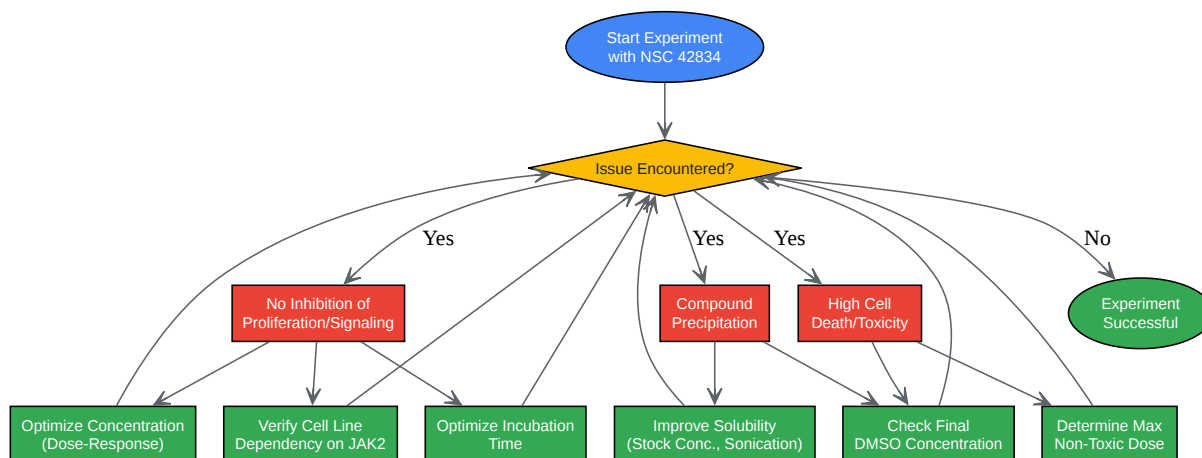 Start Experiment
with NSC 42834
Issue Encountered?
Yes
Yes
Yes
No
No Inhibition of
Proliferation/Signaling
Compound
Precipitation
High Cell
Death/Toxicity
Experiment
Successful
Optimize Concentration
(Dose-Response)
Verify Cell Line
Dependency on JAK2
Optimize Incubation
Time
Improve Solubility
(Stock Conc., Sonication)
Check Final
DMSO Concentration
Determine Max
Non-Toxic Dose